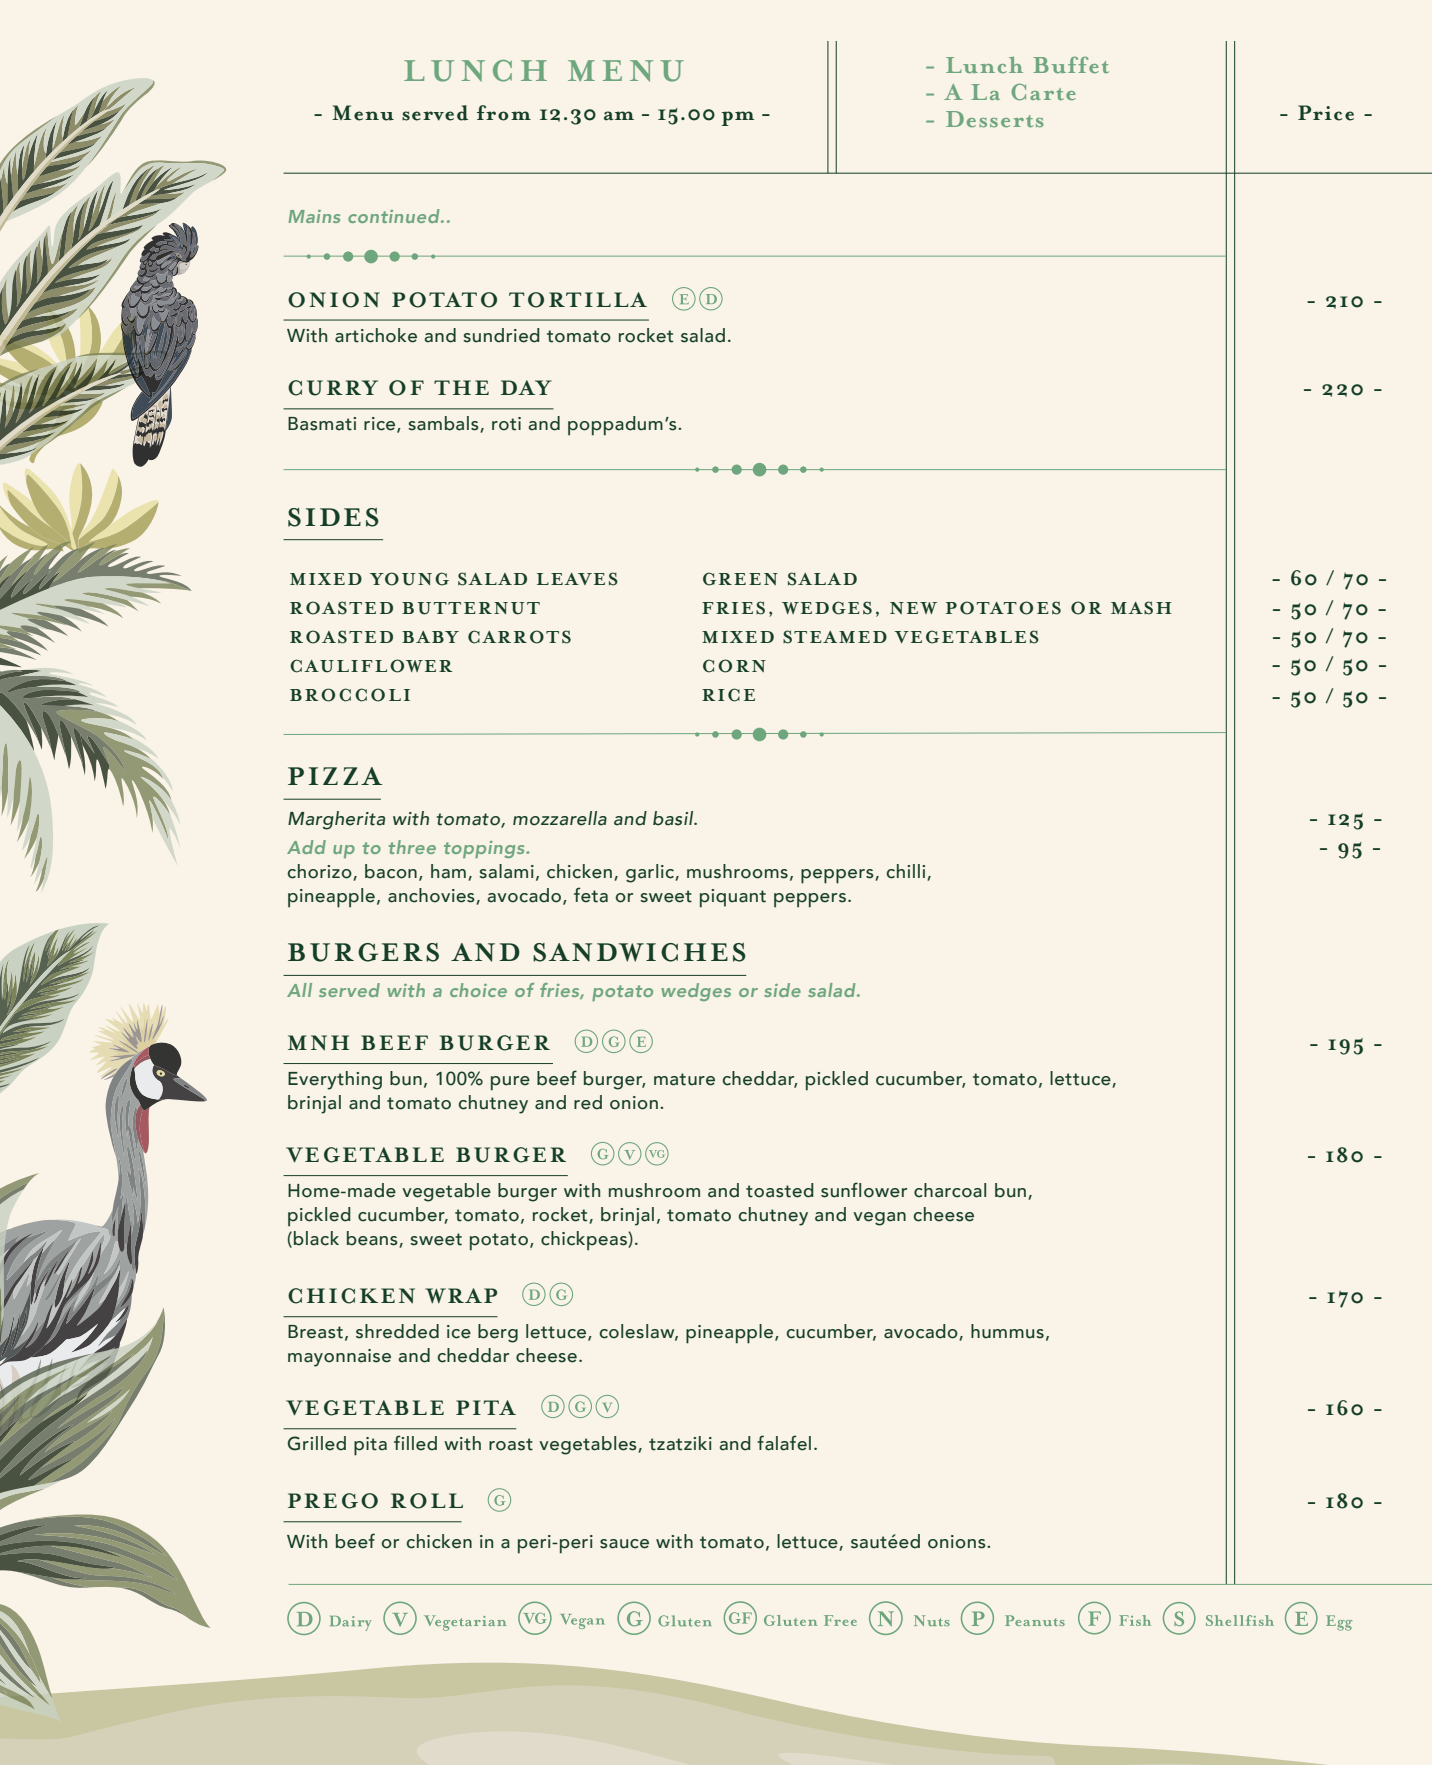 LUNCH MENU
- Menu served from 12.30 am - 15.00 pm -
- Lunch Buffet
- A La Carte
- Desserts
- Price -
Mains continued..
ONION POTATO TORTILLA E D - 210 -
With artichoke and sundried tomato rocket salad.
CURRY OF THE DAY - 220 -
Basmati rice, sambals, roti and poppadum’s.
SIDES
MIXED YOUNG SALAD LEAVES GREEN SALAD - 60 / 70 -
ROASTED BUTTERNUT FRIES, WEDGES, NEW POTATOES OR MASH - 50 / 70 -
ROASTED BABY CARROTS MIXED STEAMED VEGETABLES - 50 / 70 -
CAULIFLOWER CORN - 50 / 50 -
BROCCOLI RICE - 50 / 50 -
PIZZA
Margherita with tomato, mozzarella and basil. - 125 -
Add up to three toppings. - 95 -
chorizo, bacon, ham, salami, chicken, garlic, mushrooms, peppers, chilli,
pineapple, anchovies, avocado, feta or sweet piquant peppers.
BURGERS AND SANDWICHES
All served with a choice of fries, potato wedges or side salad.
MNH BEEF BURGER D G E - 195 -
Everything bun, 100% pure beef burger, mature cheddar, pickled cucumber, tomato, lettuce,
brinjal and tomato chutney and red onion.
VEGETABLE BURGER G V VG - 180 -
Home-made vegetable burger with mushroom and toasted sunflower charcoal bun,
pickled cucumber, tomato, rocket, brinjal, tomato chutney and vegan cheese
(black beans, sweet potato, chickpeas).
CHICKEN WRAP D G - 170 -
Breast, shredded ice berg lettuce, coleslaw, pineapple, cucumber, avocado, hummus,
mayonnaise and cheddar cheese.
VEGETABLE PITA D G V - 160 -
Grilled pita filled with roast vegetables, tzatziki and falafel.
PREGO ROLL G - 180 -
With beef or chicken in a peri-peri sauce with tomato, lettuce, sautéed onions.
D Dairy V Vegetarian VG Vegan G Gluten GF Gluten Free N Nuts P Peanuts F Fish S Shellfish E Egg